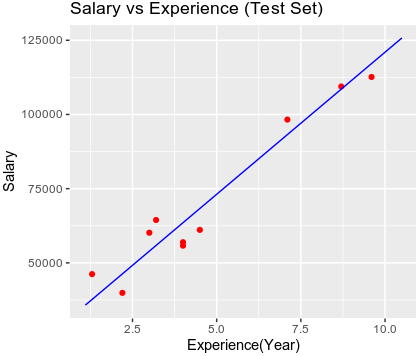 Salary vs Experience (Test Set)
125000
100000
75000
50000
Salary
2.5 5.0 7.5 10.0
Experience(Year)